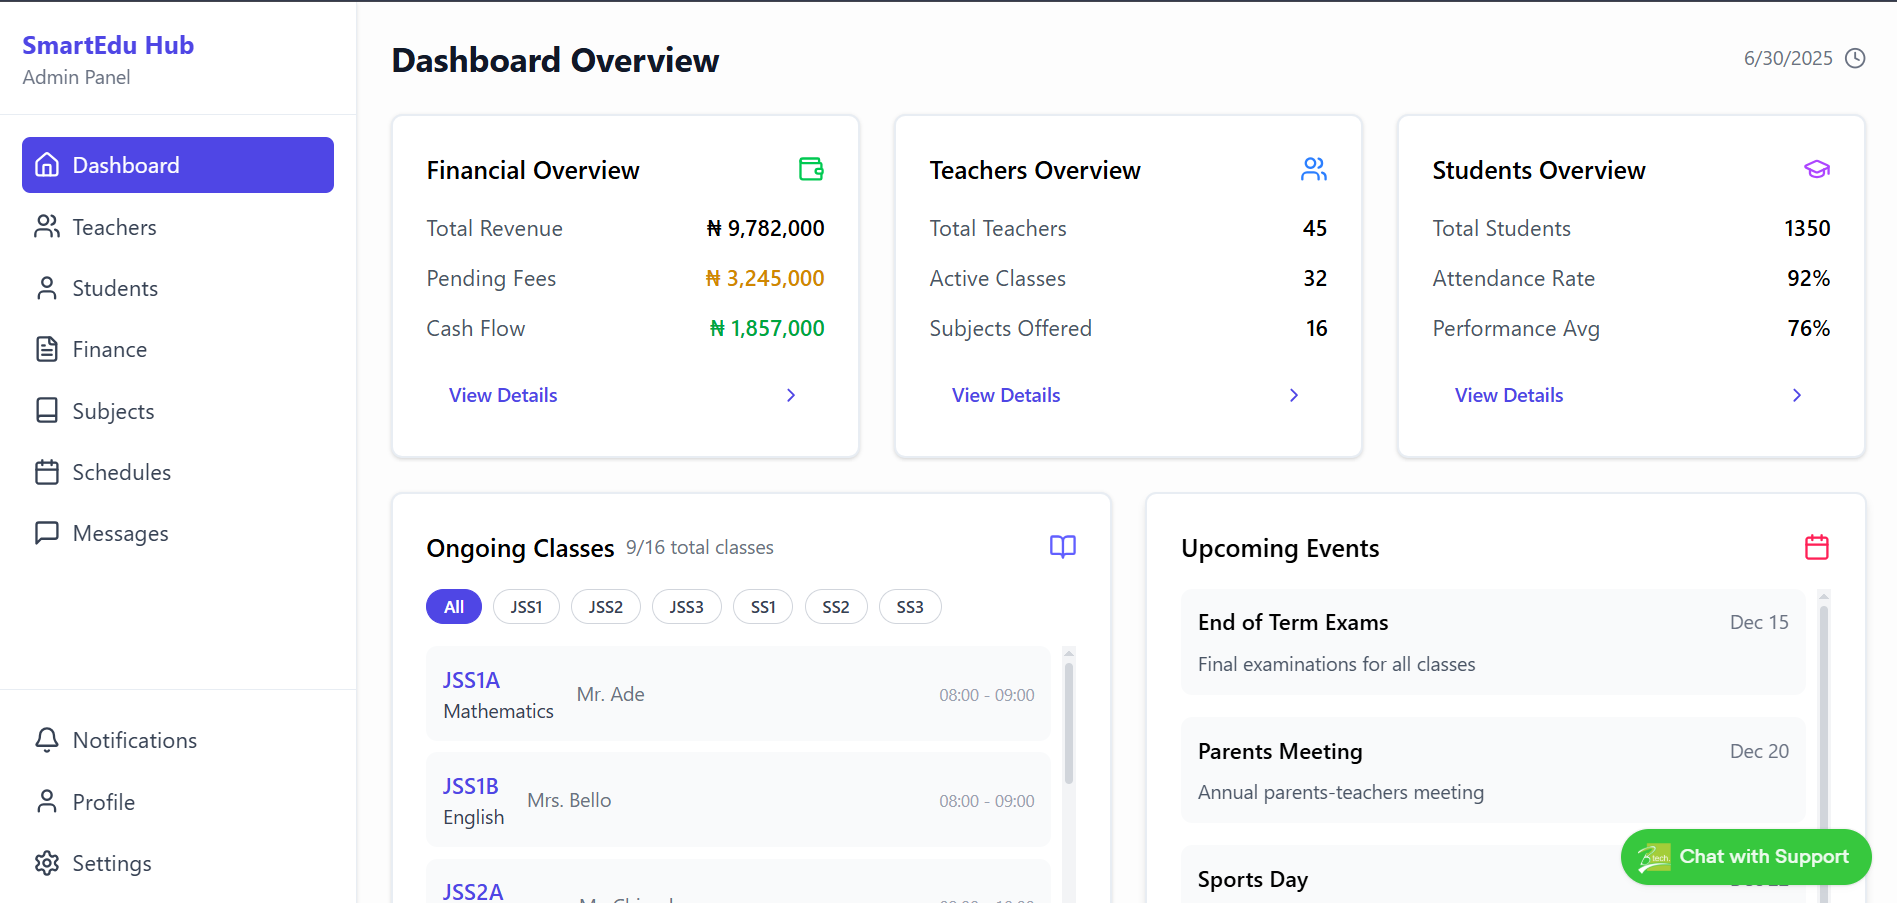 SmartEdu Hub
Admin Panel
Dashboard
Teachers
Students
Finance
Subjects
Schedules
Messages
Notifications
Profile
Settings
Dashboard Overview
6/30/2025
Financial Overview
Total Revenue ₦ 9,782,000
Pending Fees ₦ 3,245,000
Cash Flow ₦ 1,857,000
View Details
Teachers Overview
Total Teachers 45
Active Classes 32
Subjects Offered 16
View Details
Students Overview
Total Students 1350
Attendance Rate 92%
Performance Avg 76%
View Details
Ongoing Classes 9/16 total classes
All JSS1 JSS2 JSS3 SS1 SS2 SS3
JSS1A
Mathematics
Mr. Ade
08:00 - 09:00
JSS1B
English
Mrs. Bello
08:00 - 09:00
JSS2A
Upcoming Events
End of Term Exams Dec 15
Final examinations for all classes
Parents Meeting Dec 20
Annual parents-teachers meeting
Sports Day
Chat with Support